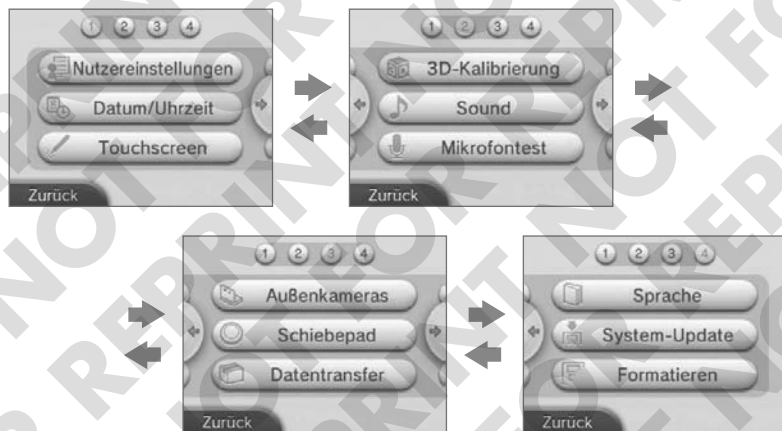 1 2 3 4
Nutzereinstellungen
Datum/Uhrzeit
Touchscreen
Zurück
1 2 3 4
3D-Kalibrierung
Sound
Mikrofontest
Zurück
1 2 3 4
Außenkameras
Schiebepad
Datentransfer
Zurück
1 2 3 4
Sprache
System-Update
Formatieren
Zurück